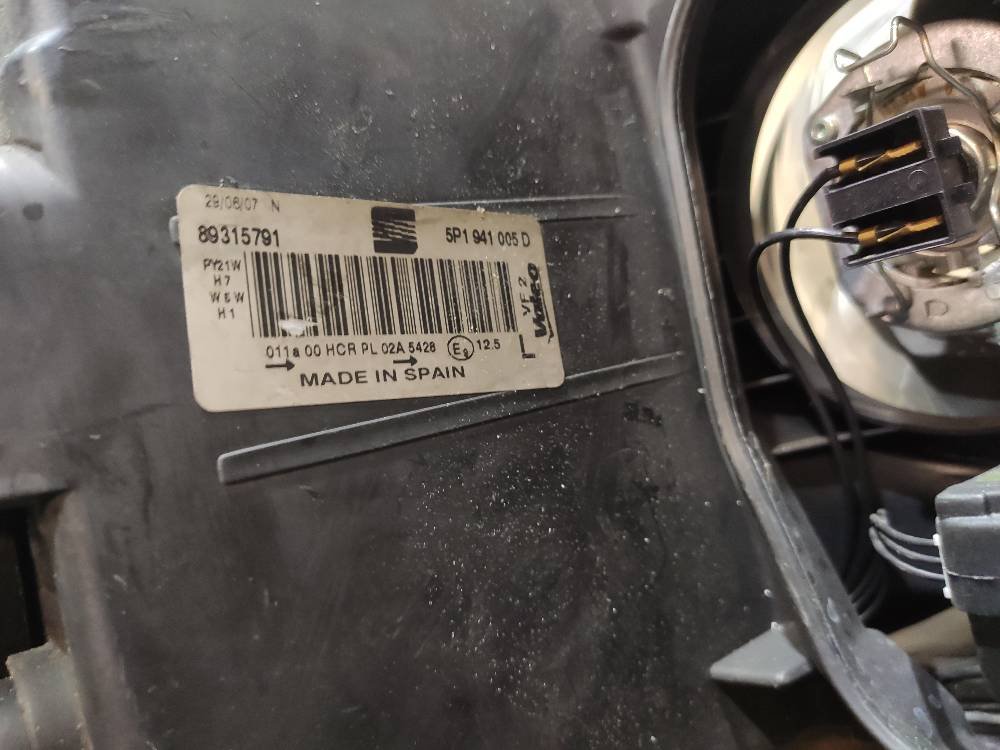 29/06/07 N
89315791
5P1 941 005 D
PY21W
H7
W5W
H1
VF 2
Valeo
L
011a 00 HCR PL 02A 5428 E9 12.5
MADE IN SPAIN
D